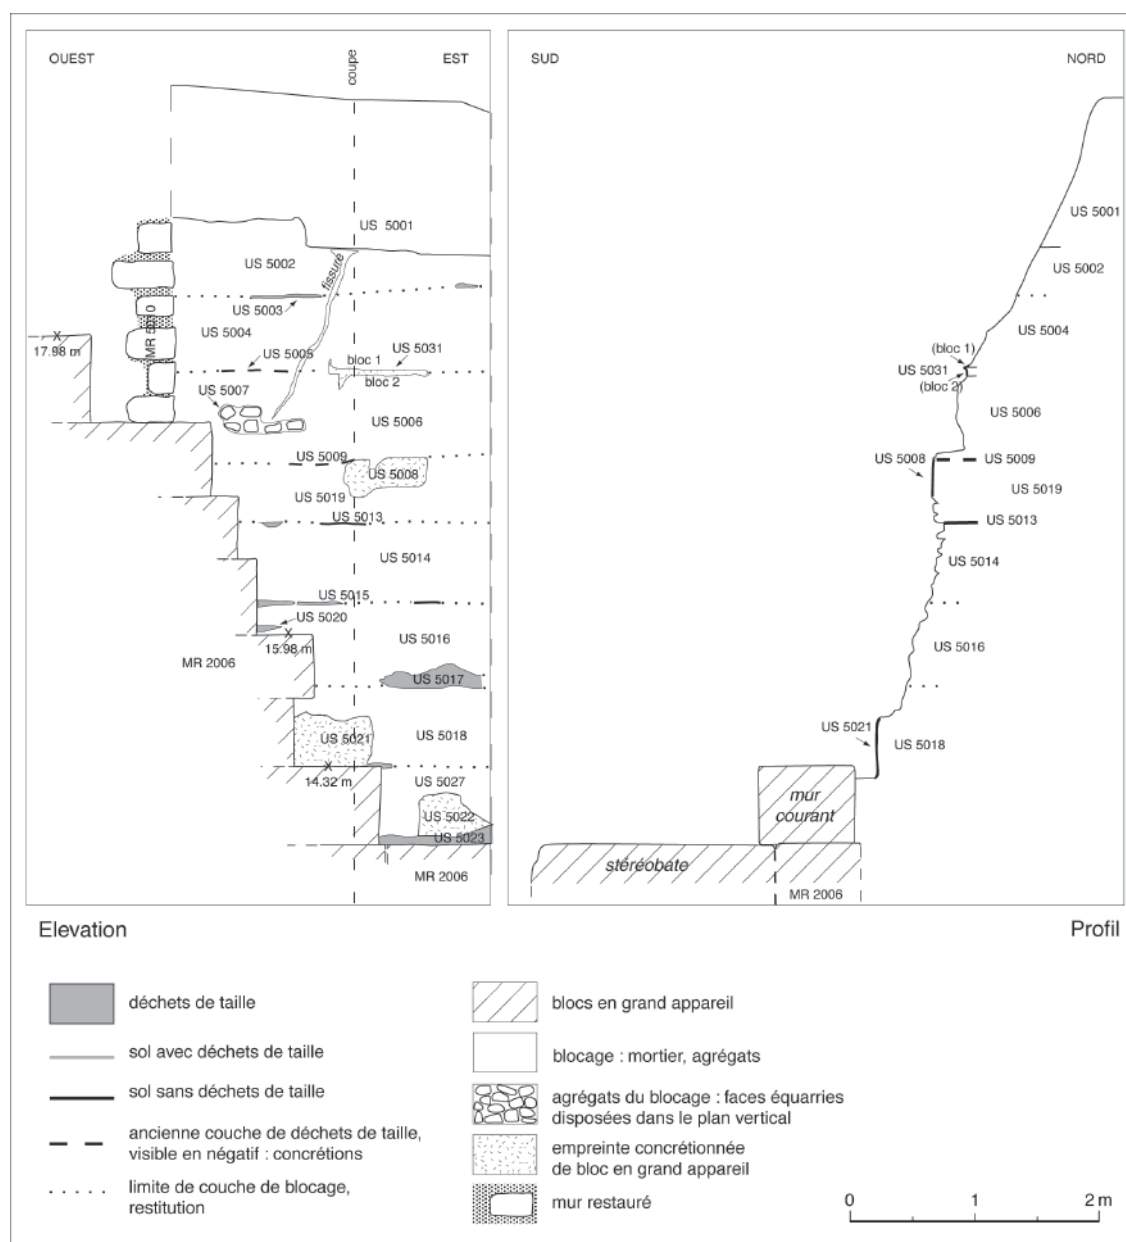 OUEST
EST
coupe
US 5001
US 5002
fissure
US 5003
US 5004
17.98 m
US 5005
US 5031
bloc 1
bloc 2
US 5007
US 5006
US 5009
US 5008
US 5019
US 5013
US 5014
US 5015
US 5020
15.98 m
US 5016
MR 2006
US 5017
US 5021
US 5018
14.32 m
US 5027
US 5022
US 5023
MR 2006
SUD
NORD
US 5001
US 5002
US 5004
(bloc 1)
US 5031
(bloc 2)
US 5006
US 5008
US 5009
US 5019
US 5013
US 5014
US 5016
US 5021
US 5018
mur
courant
stéréobate
MR 2006
Elevation
Profil
déchets de taille
sol avec déchets de taille
sol sans déchets de taille
ancienne couche de déchets de taille,
visible en négatif : concrétions
limite de couche de blocage,
restitution
blocs en grand appareil
blocage : mortier, agrégats
agrégats du blocage : faces équarries
disposées dans le plan vertical
empreinte concrétionnée
de bloc en grand appareil
mur restauré
0
1
2 m